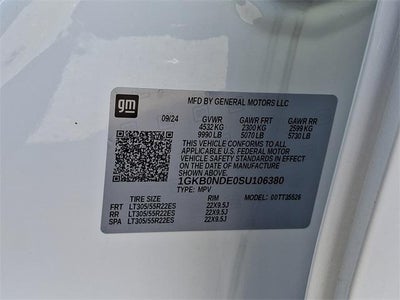 gm
MFD BY GENERAL MOTORS LLC
09/24 GVWR GAWR FRT GAWR RR
4532 KG 2300 KG 2599 KG
9990 LB 5070 LB 5730 LB
THIS VEHICLE CONFORMS TO ALL
APPLICABLE U.S. FEDERAL MOTOR
VEHICLE SAFETY STANDARDS IN
EFFECT ON THE DATE OF
MANUFACTURE SHOWN ABOVE.
1GKB0NDE0SU106380
TYPE: MPV
TIRE SIZE RIM MODEL:
FRT LT305/55R22ES 22X9.5J
RR LT305/55R22ES 22X9.5J
SPA LT305/55R22ES 22X9.5J